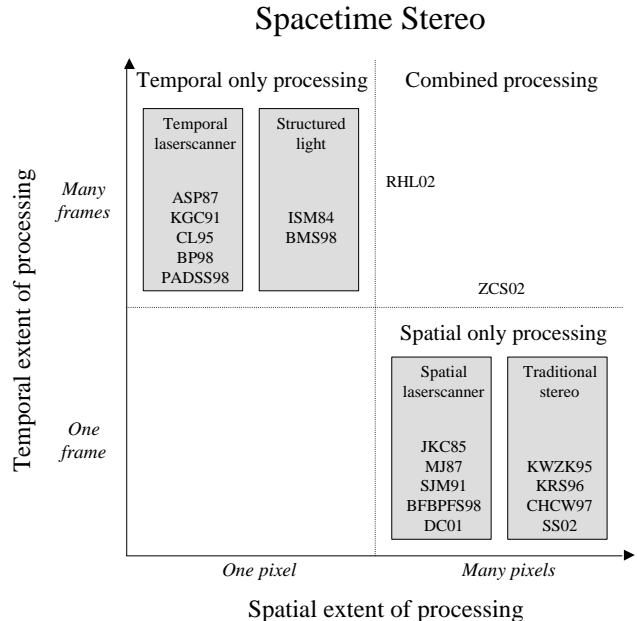 Spacetime Stereo
Temporal only processing
Combined processing
Temporal
laserscanner
ASP87
KGC91
CL95
BP98
PADSS98
Structured
light
ISM84
BMS98
RHL02
ZCS02
Temporal extent of processing
Many
frames
One
frame
Spatial only processing
Spatial
laserscanner
JKC85
MJ87
SJM91
BFBPFS98
DC01
Traditional
stereo
KWZK95
KRS96
CHCW97
SS02
One pixel
Many pixels
Spatial extent of processing